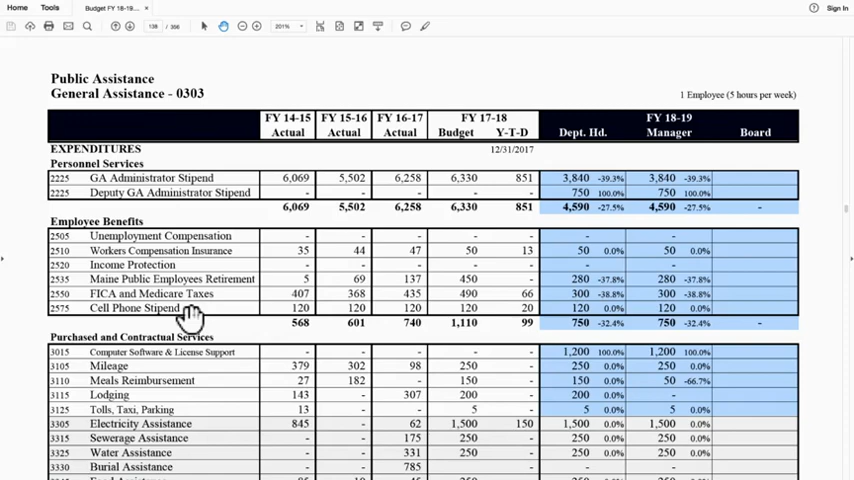 Home Tools Budget FY 18-19.... × Sign In
138 / 356 201%
Public Assistance
General Assistance - 0303 1 Employee (5 hours per week)
FY 14-15 FY 15-16 FY 16-17 FY 17-18 FY 18-19
Actual Actual Actual Budget Y-T-D Dept. Hd. Manager Board
EXPENDITURES 12/31/2017
Personnel Services
2225 GA Administrator Stipend 6,069 5,502 6,258 6,330 851 3,840 -39.3% 3,840 -39.3%
2225 Deputy GA Administrator Stipend - - - - - 750 100.0% 750 100.0%
6,069 5,502 6,258 6,330 851 4,590 -27.5% 4,590 -27.5% -
Employee Benefits
2505 Unemployment Compensation - - - - - - -
2510 Workers Compensation Insurance 35 44 47 50 13 50 0.0% 50 0.0%
2520 Income Protection - - - - - - -
2535 Maine Public Employees Retirement 5 69 137 450 - 280 -37.8% 280 -37.8%
2550 FICA and Medicare Taxes 407 368 435 490 66 300 -38.8% 300 -38.8%
2575 Cell Phone Stipend 120 120 120 120 20 120 0.0% 120 0.0%
568 601 740 1,110 99 750 -32.4% 750 -32.4% -
Purchased and Contractual Services
3015 Computer Software & License Support - - - - - 1,200 100.0% 1,200 100.0%
3105 Mileage 379 302 98 250 - 250 0.0% 250 0.0%
3110 Meals Reimbursement 27 182 - 150 - 150 0.0% 50 -66.7%
3115 Lodging 143 - 307 200 - 200 0.0% -
3125 Tolls, Taxi, Parking 13 - - 5 - 5 0.0% 5 0.0%
3305 Electricity Assistance 845 - 62 1,500 150 1,500 0.0% 1,500 0.0%
3315 Sewerage Assistance - - 175 250 - 250 0.0% 250 0.0%
3325 Water Assistance - - 331 250 - 250 0.0% 250 0.0%
3330 Burial Assistance - - 785 - - - -